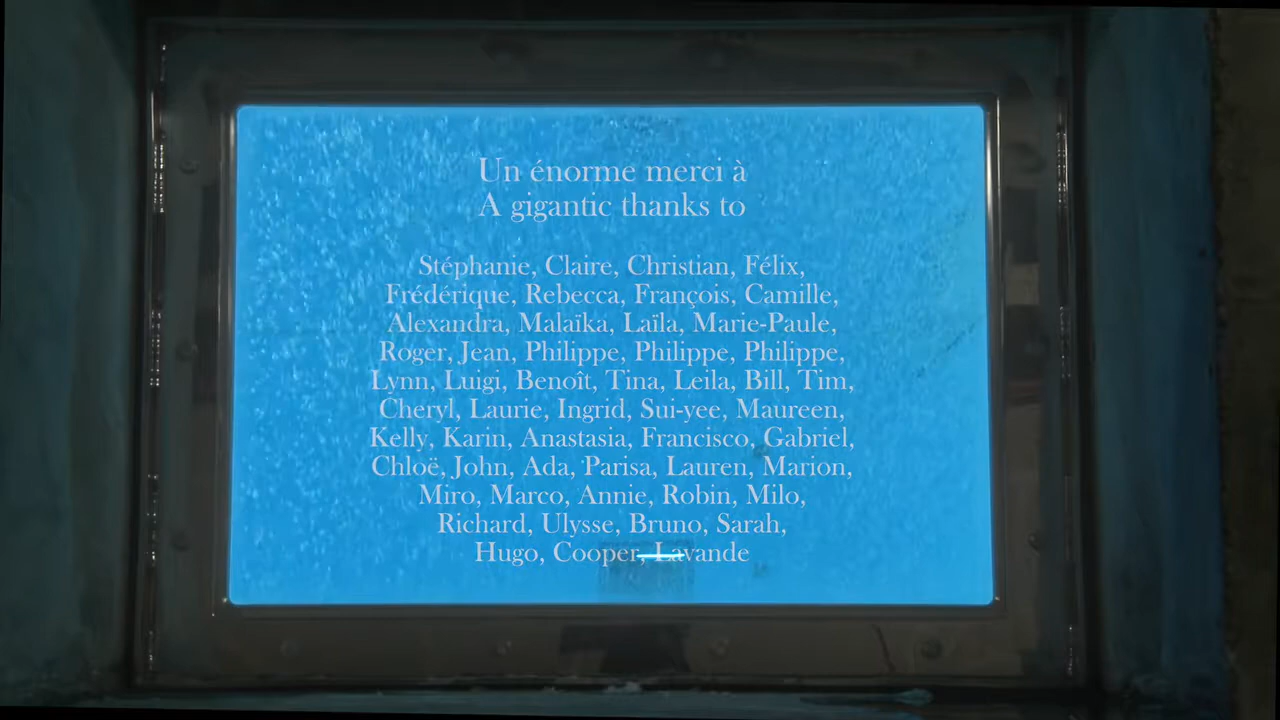 Un énorme merci à
A gigantic thanks to
Stéphanie, Claire, Christian, Félix,
Frédérique, Rebecca, François, Camille,
Alexandra, Malaïka, Laïla, Marie-Paule,
Roger, Jean, Philippe, Philippe, Philippe,
Lynn, Luigi, Benoît, Tina, Leila, Bill, Tim,
Cheryl, Laurie, Ingrid, Sui-yee, Maureen,
Kelly, Karin, Anastasia, Francisco, Gabriel,
Chloë, John, Ada, Parisa, Lauren, Marion,
Miro, Marco, Annie, Robin, Milo,
Richard, Ulysse, Bruno, Sarah,
Hugo, Cooper, Lavande